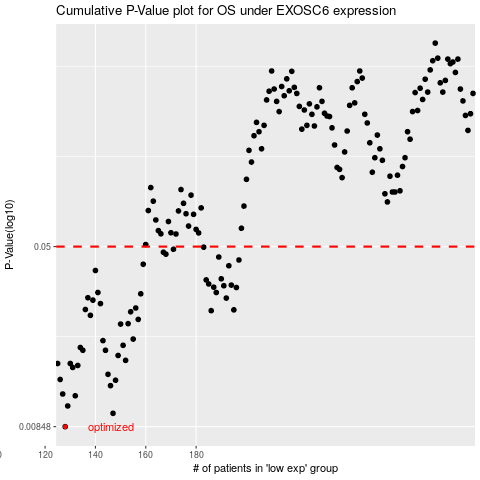 Cumulative P-Value plot for OS under EXOSC6 expression
P-Value(log10)
0.05
0.00848
optimized
0 120 140 160 180
# of patients in 'low exp' group